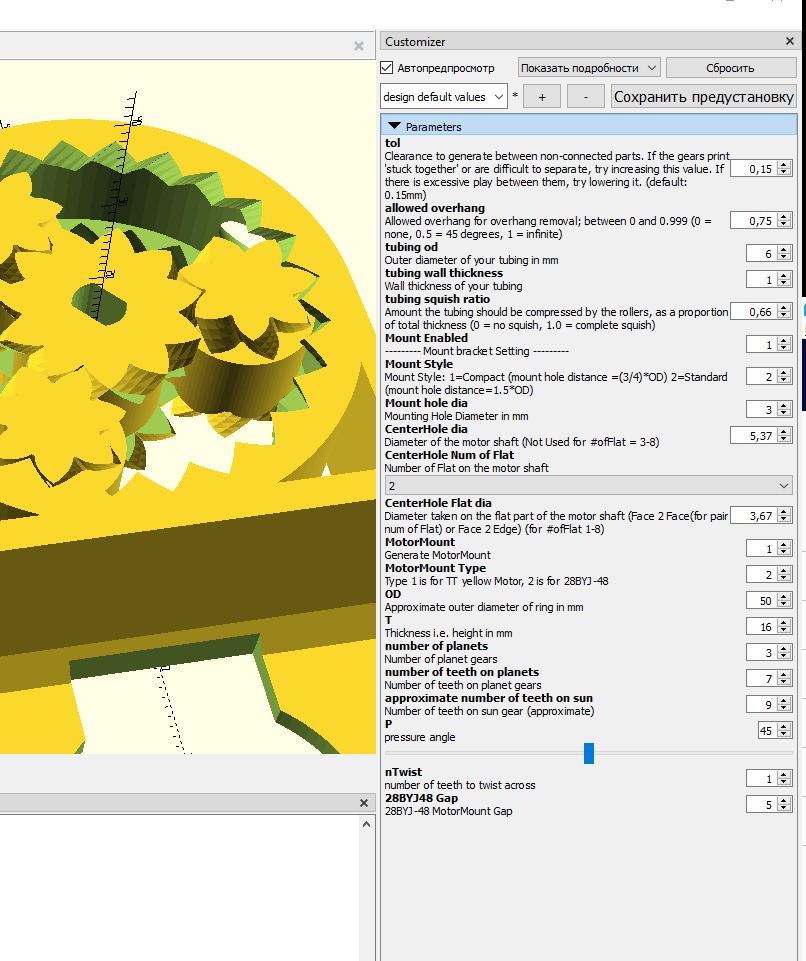 Customizer
Автопредпросмотр
Показать подробности
Сбросить
design default values
*
+
-
Сохранить предустановку
Parameters
tol
Clearance to generate between non-connected parts. If the gears print
'stuck together' or are difficult to separate, try increasing this value. If
there is excessive play between them, try lowering it. (default:
0.15mm)
0,15
allowed overhang
Allowed overhang for overhang removal; between 0 and 0.999 (0 =
none, 0.5 = 45 degrees, 1 = infinite)
0,75
tubing od
Outer diameter of your tubing in mm
6
tubing wall thickness
Wall thickness of your tubing
1
tubing squish ratio
Amount the tubing should be compressed by the rollers, as a proportion
of total thickness (0 = no squish, 1.0 = complete squish)
0,66
Mount Enabled
--------- Mount bracket Setting ---------
1
Mount Style
Mount Style: 1=Compact (mount hole distance =(3/4)*OD) 2=Standard
(mount hole distance=1.5*OD)
2
Mount hole dia
Mounting Hole Diameter in mm
3
CenterHole dia
Diameter of the motor shaft (Not Used for #ofFlat = 3-8)
5,37
CenterHole Num of Flat
Number of Flat on the motor shaft
2
CenterHole Flat dia
Diameter taken on the flat part of the motor shaft (Face 2 Face(for pair
num of Flat) or Face 2 Edge) (for #ofFlat 1-8)
3,67
MotorMount
Generate MotorMount
1
MotorMount Type
Type 1 is for TT yellow Motor, 2 is for 28BYJ-48
2
OD
Approximate outer diameter of ring in mm
50
T
Thickness i.e. height in mm
16
number of planets
Number of planet gears
3
number of teeth on planets
Number of teeth on planet gears
7
approximate number of teeth on sun
Number of teeth on sun gear (approximate)
9
P
pressure angle
45
nTwist
number of teeth to twist across
1
28BYJ48 Gap
28BYJ-48 MotorMount Gap
5